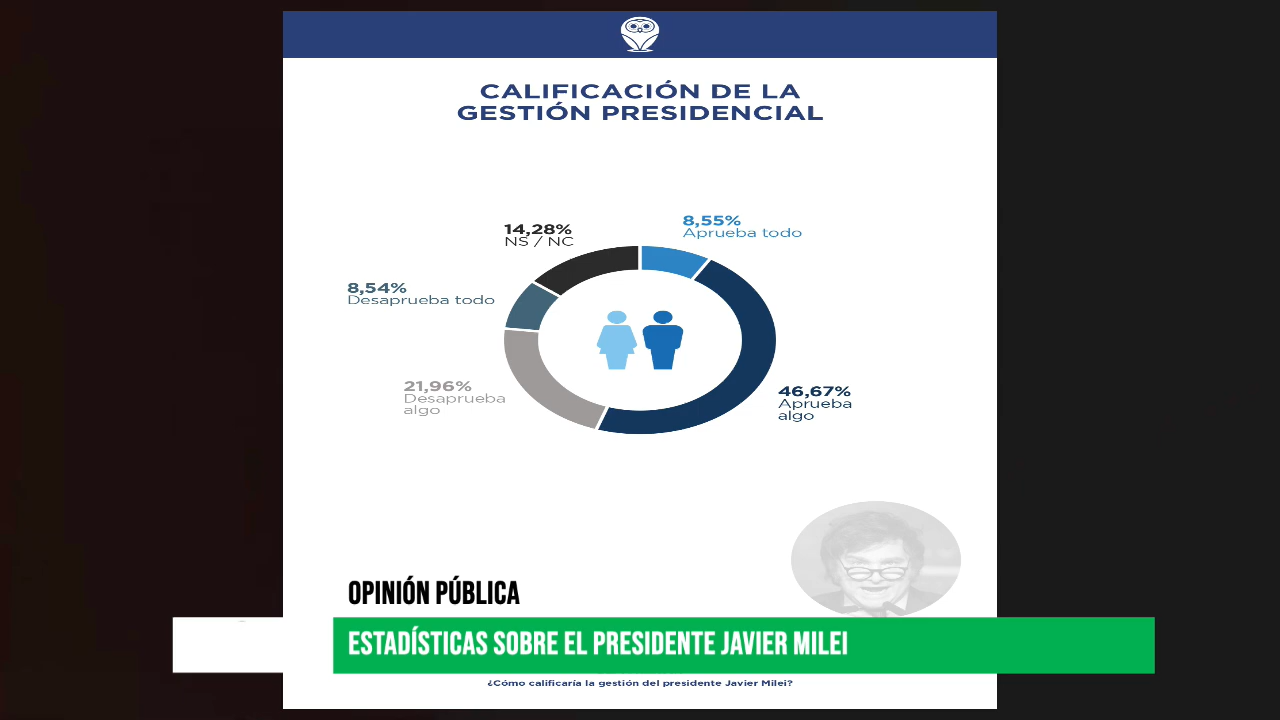 CALIFICACIÓN DE LA
GESTIÓN PRESIDENCIAL
8,55%
Aprueba todo
14,28%
NS / NC
8,54%
Desaprueba todo
21,96%
Desaprueba
algo
46,67%
Aprueba
algo
OPINIÓN PÚBLICA
ESTADÍSTICAS SOBRE EL PRESIDENTE JAVIER MILEI
¿Cómo calificaría la gestión del presidente Javier Milei?